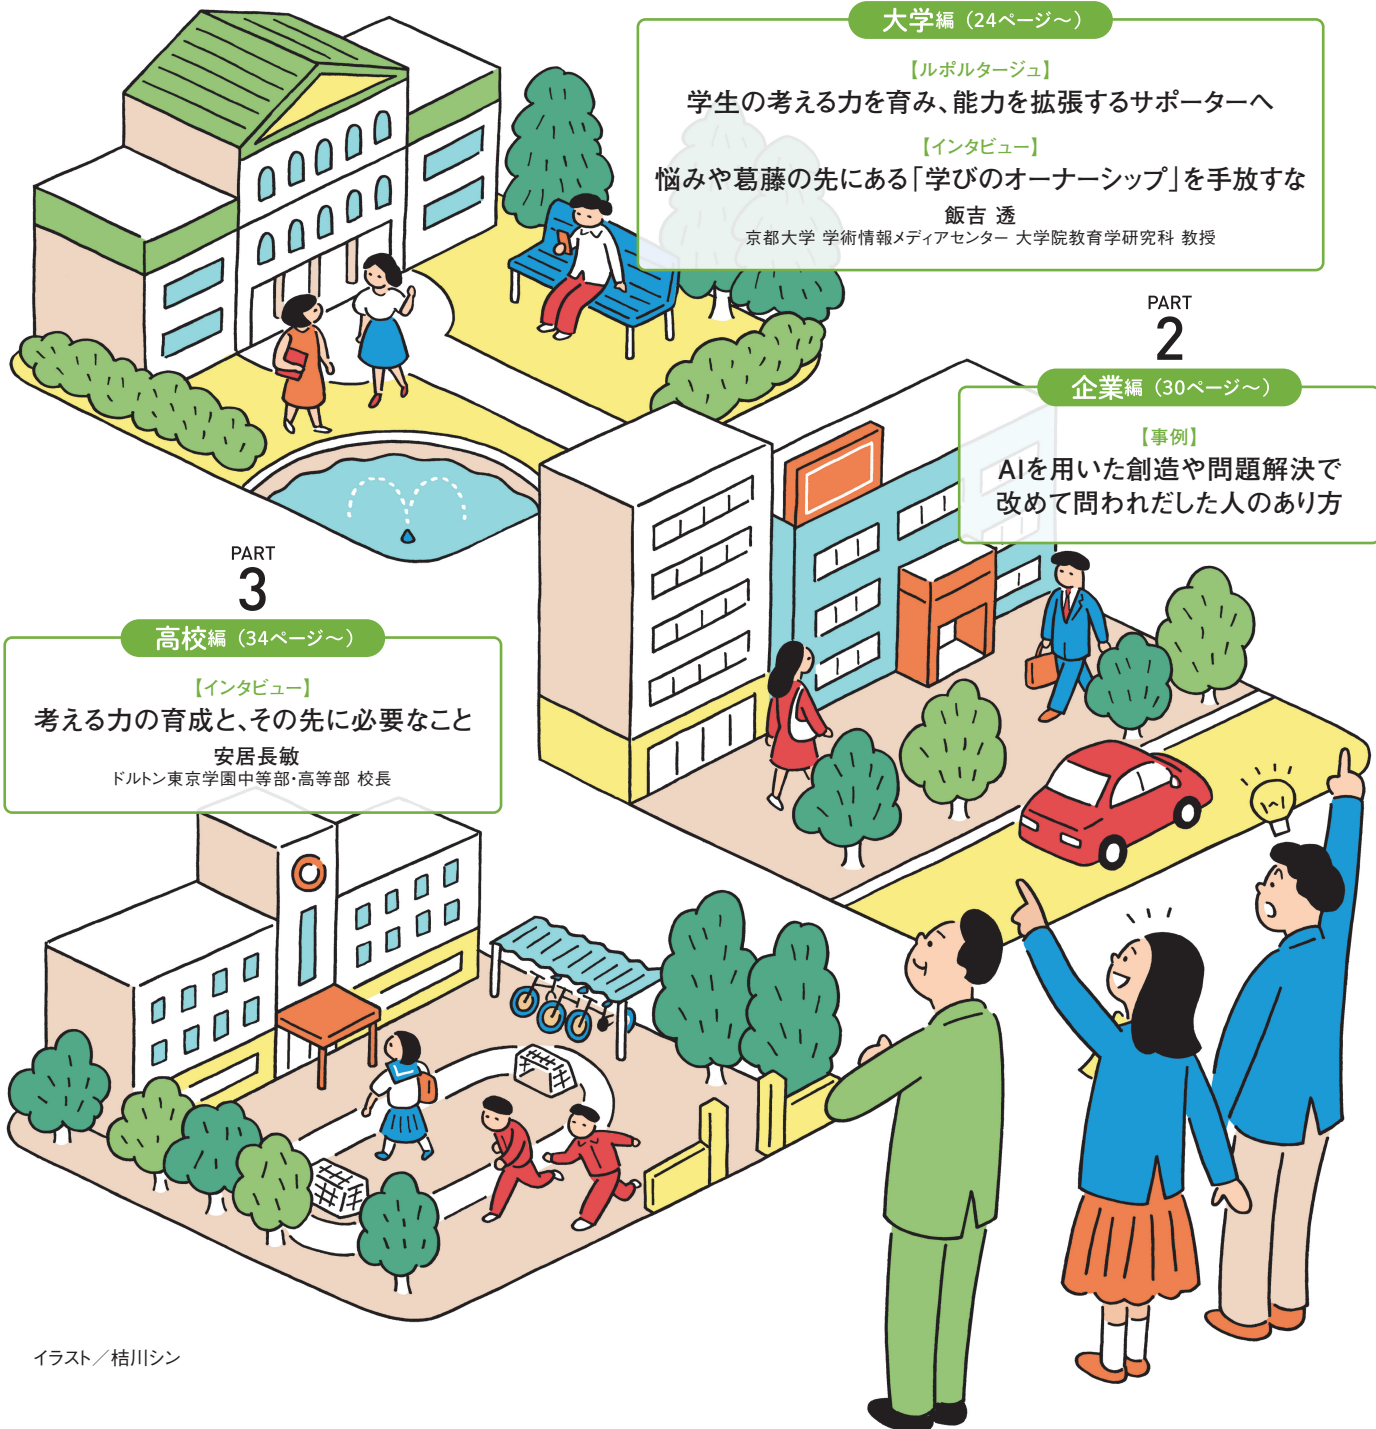 大学編（24ページ〜）
【ルポルタージュ】
学生の考える力を育み、能力を拡張するサポーターへ
【インタビュー】
悩みや葛藤の先にある「学びのオーナーシップ」を手放すな
飯吉 透
京都大学 学術情報メディアセンター 大学院教育学研究科 教授
PART
2
企業編（30ページ〜）
【事例】
AIを用いた創造や問題解決で
改めて問われだした人のあり方
PART
3
高校編（34ページ〜）
【インタビュー】
考える力の育成と、その先に必要なこと
安居長敏
ドルトン東京学園中等部・高等部 校長
イラスト／桔川シン